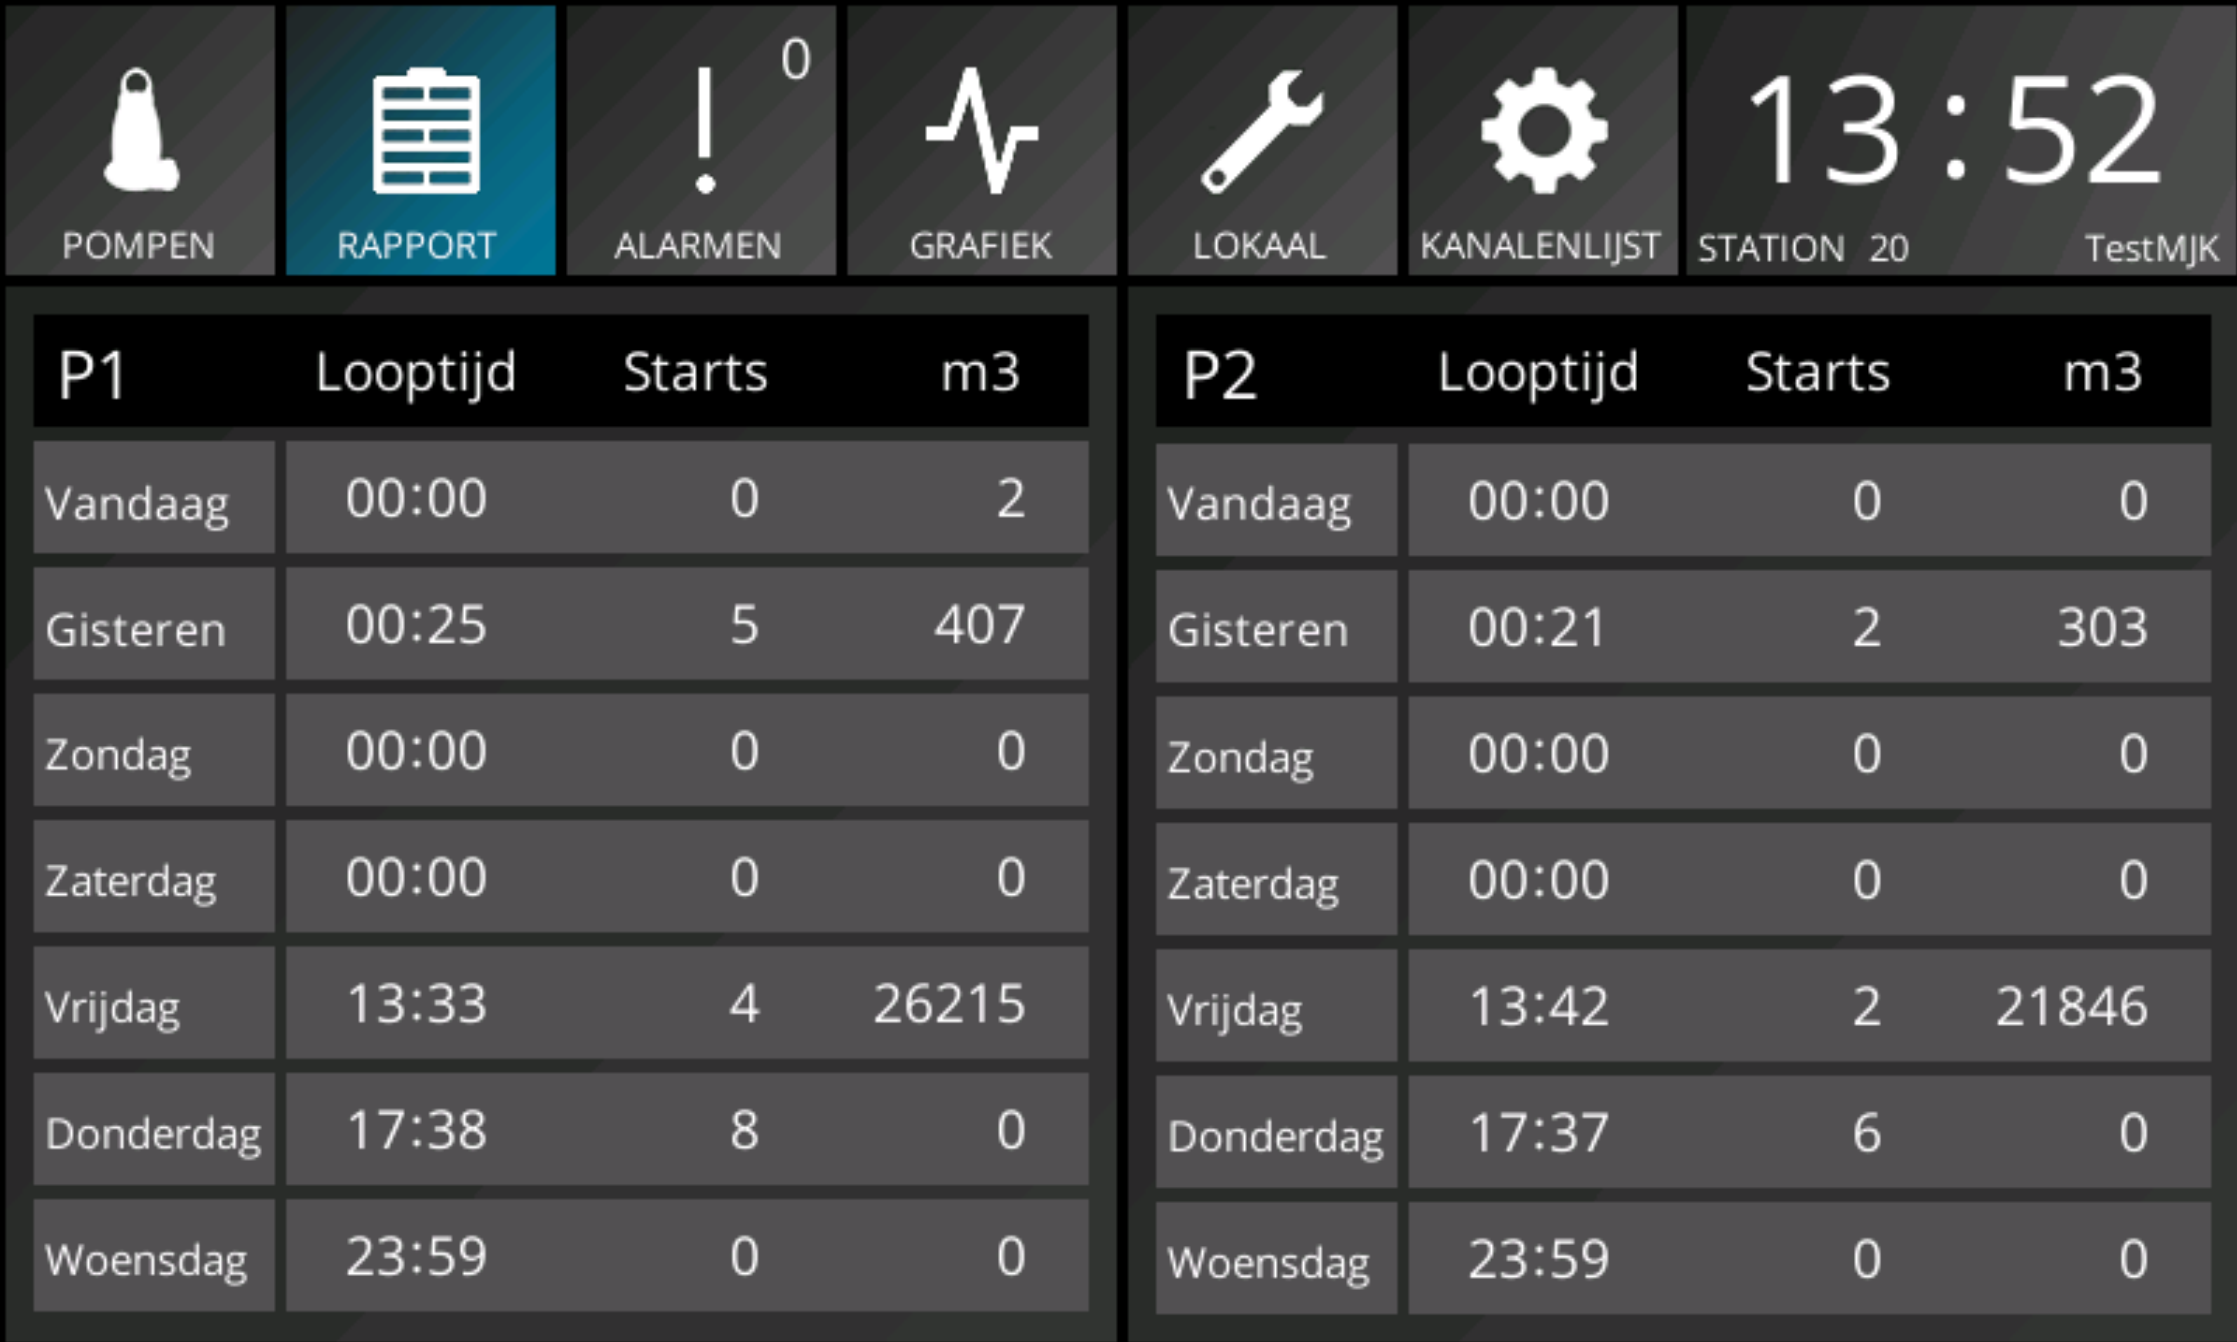 0
13:52
POMPEN RAPPORT ALARMEN GRAFIEK LOKAAL KANALENLIJST STATION 20 TestMJK
P1 Looptijd Starts m3
Vandaag 00:00 0 2
Gisteren 00:25 5 407
Zondag 00:00 0 0
Zaterdag 00:00 0 0
Vrijdag 13:33 4 26215
Donderdag 17:38 8 0
Woensdag 23:59 0 0
P2 Looptijd Starts m3
Vandaag 00:00 0 0
Gisteren 00:21 2 303
Zondag 00:00 0 0
Zaterdag 00:00 0 0
Vrijdag 13:42 2 21846
Donderdag 17:37 6 0
Woensdag 23:59 0 0